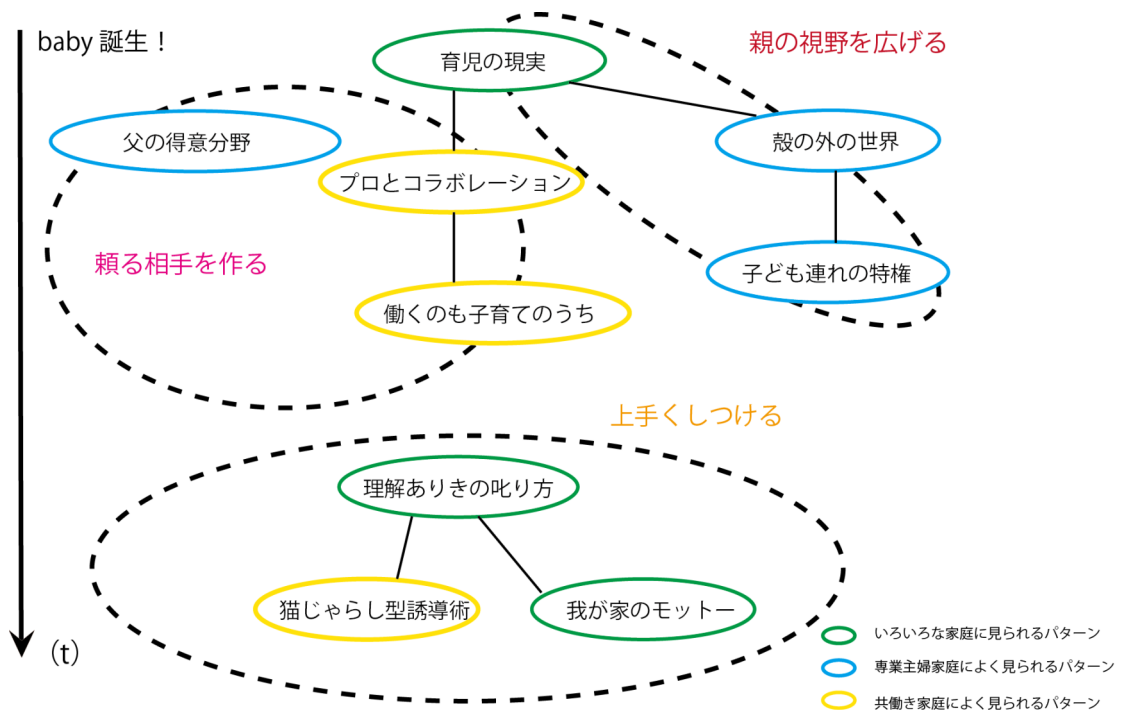 baby 誕生！
育児の現実
親の視野を広げる
父の得意分野
殻の外の世界
プロとコラボレーション
頼る相手を作る
子ども連れの特権
働くのも子育てのうち
上手くしつける
理解ありきの叱り方
猫じゃらし型誘導術
我が家のモットー
(t)
いろいろな家庭に見られるパターン
専業主婦家庭によく見られるパターン
共働き家庭によく見られるパターン